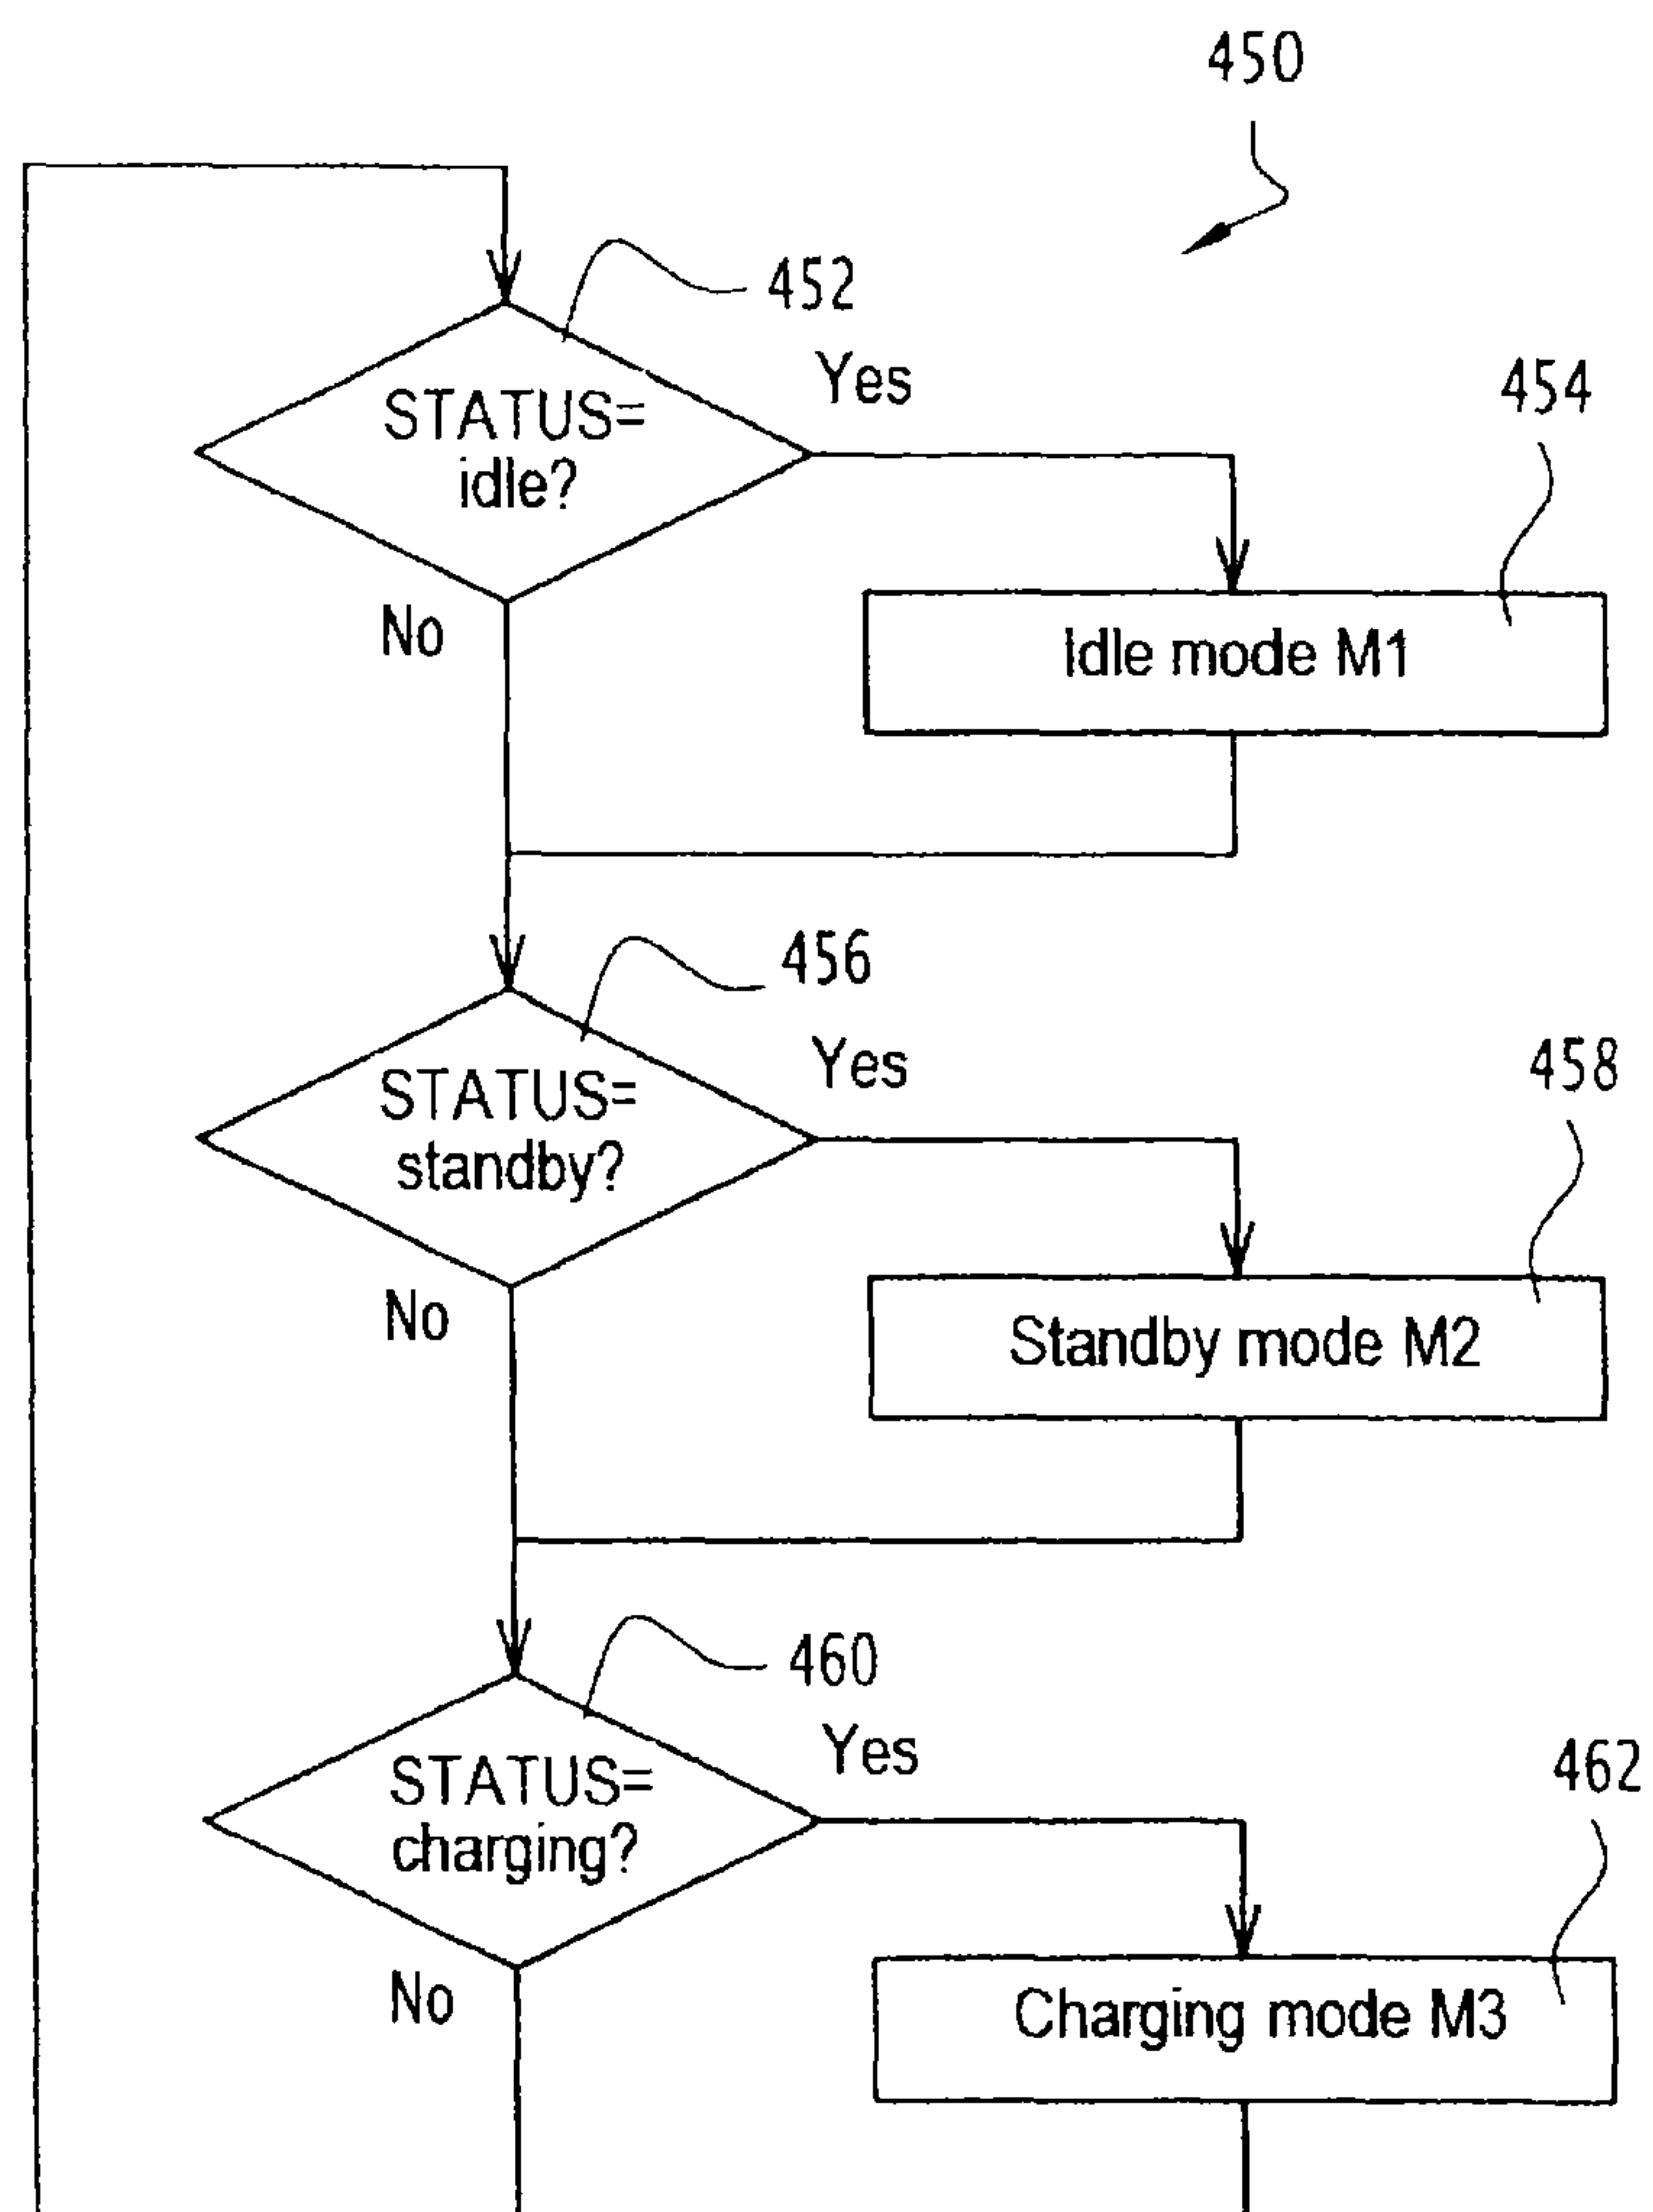 450
452
Yes
454
STATUS=
idle?
No
Idle mode M1
456
Yes
458
STATUS=
standby?
No
Standby mode M2
460
Yes
462
STATUS=
charging?
No
Charging mode M3